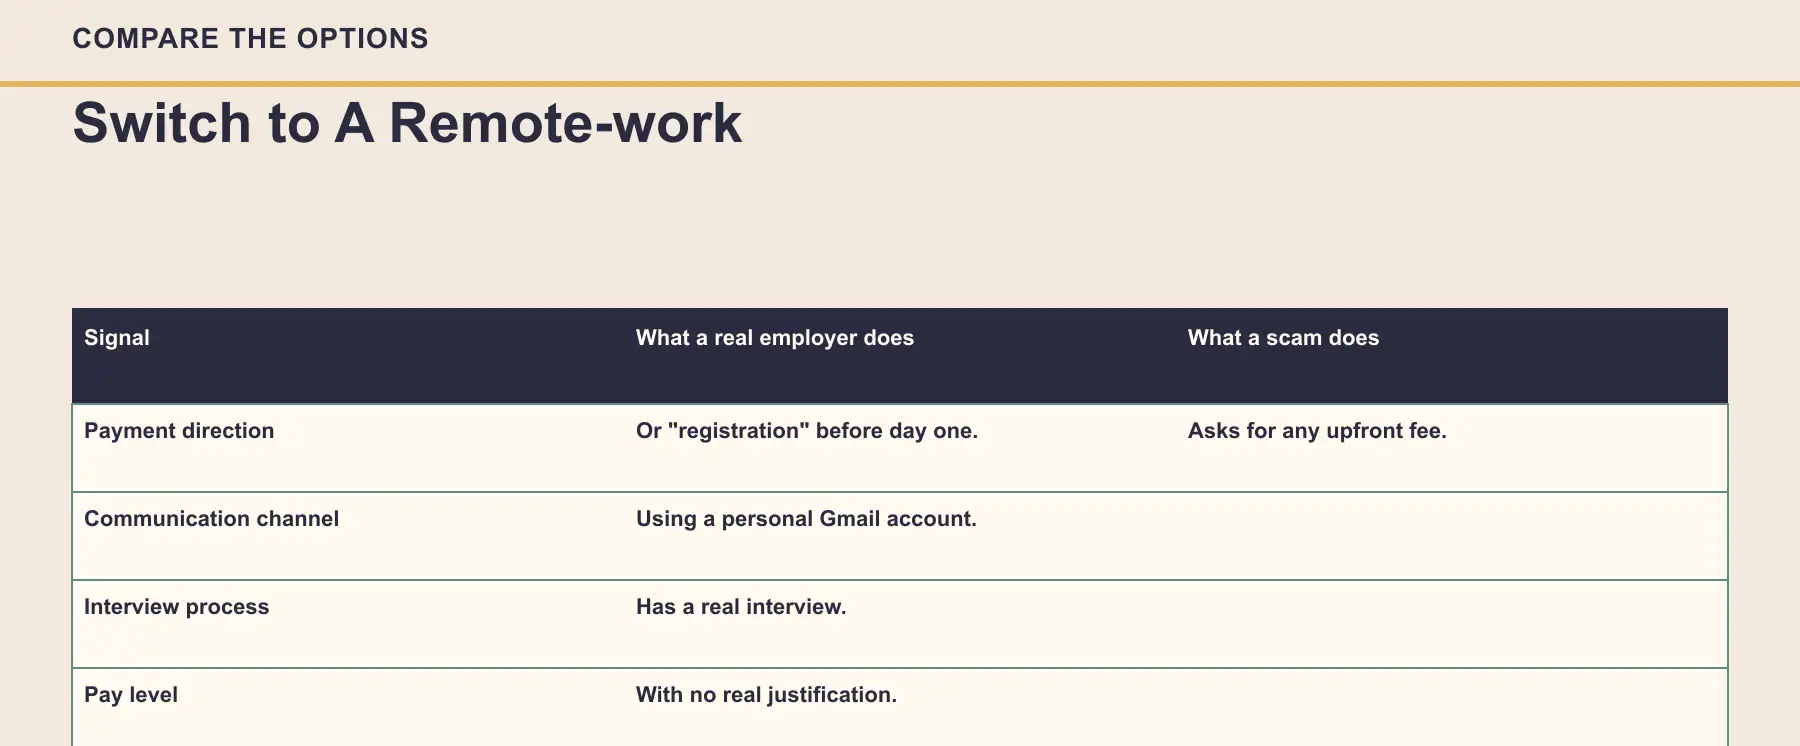 COMPARE THE OPTIONS
Switch to A Remote-work
Signal What a real employer does What a scam does
Payment direction Or "registration" before day one. Asks for any upfront fee.
Communication channel Using a personal Gmail account.
Interview process Has a real interview.
Pay level With no real justification.